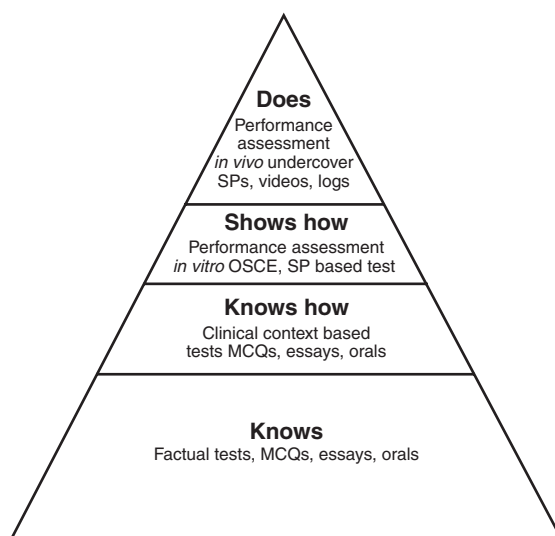 Does
Performance
assessment
in vivo undercover
SPs, videos, logs
Shows how
Performance assessment
in vitro OSCE, SP based test
Knows how
Clinical context based
tests MCQs, essays, orals
Knows
Factual tests, MCQs, essays, orals